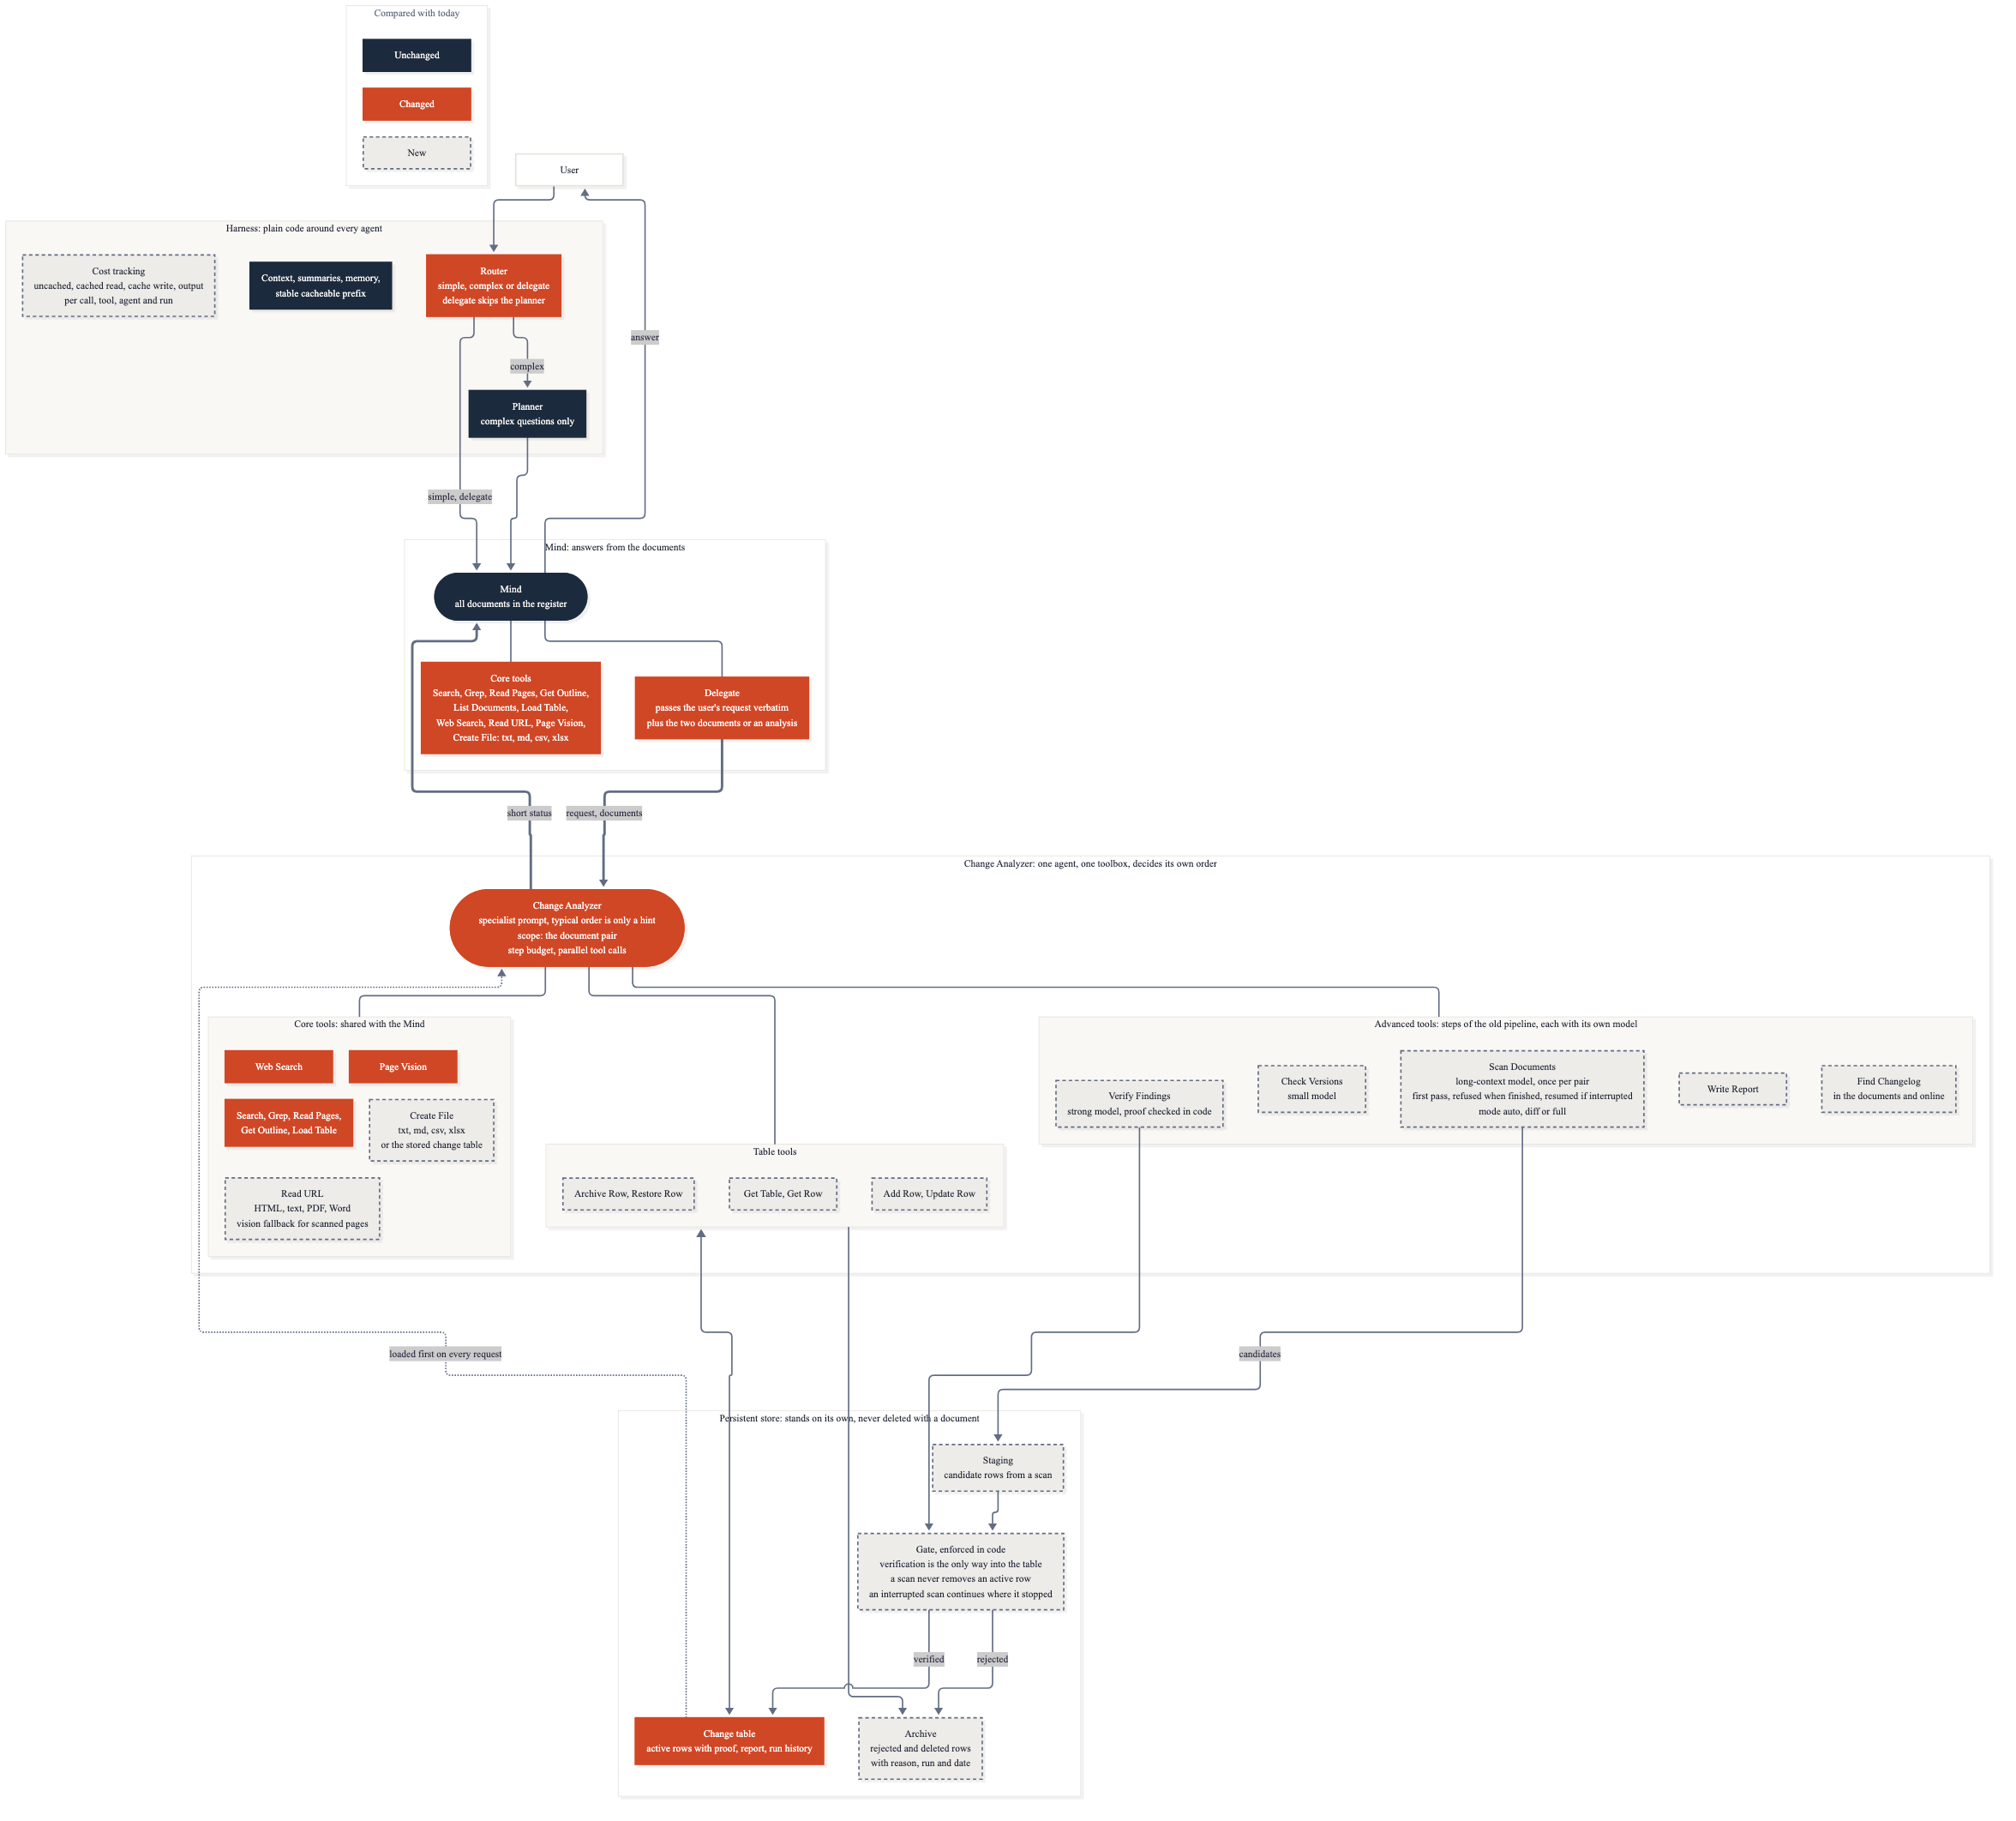 Compared with today
Unchanged
Changed
New
User
Harness: plain code around every agent
Cost tracking
uncached, cached read, cache write, output
per call, tool, agent and run
Context, summaries, memory,
stable cacheable prefix
Router
simple, complex or delegate
delegate skips the planner
answer
complex
Planner
complex questions only
simple, delegate
Mind: answers from the documents
Mind
all documents in the register
Core tools
Search, Grep, Read Pages, Get Outline,
List Documents, Load Table,
Web Search, Read URL, Page Vision,
Create File: txt, md, csv, xlsx
Delegate
passes the user's request verbatim
plus the two documents or an analysis
short status
request, documents
Change Analyzer: one agent, one toolbox, decides its own order
Change Analyzer
specialist prompt, typical order is only a hint
scope: the document pair
step budget, parallel tool calls
Core tools: shared with the Mind
Web Search
Page Vision
Search, Grep, Read Pages,
Get Outline, Load Table
Create File
txt, md, csv, xlsx
or the stored change table
Read URL
HTML, text, PDF, Word
vision fallback for scanned pages
Table tools
Archive Row, Restore Row
Get Table, Get Row
Add Row, Update Row
Advanced tools: steps of the old pipeline, each with its own model
Verify Findings
strong model, proof checked in code
Check Versions
small model
Scan Documents
long-context model, once per pair
first pass, refused when finished, resumed if interrupted
mode auto, diff or full
Write Report
Find Changelog
in the documents and online
loaded first on every request
candidates
Persistent store: stands on its own, never deleted with a document
Staging
candidate rows from a scan
Gate, enforced in code
verification is the only way into the table
a scan never removes an active row
an interrupted scan continues where it stopped
verified
rejected
Change table
active rows with proof, report, run history
Archive
rejected and deleted rows
with reason, run and date